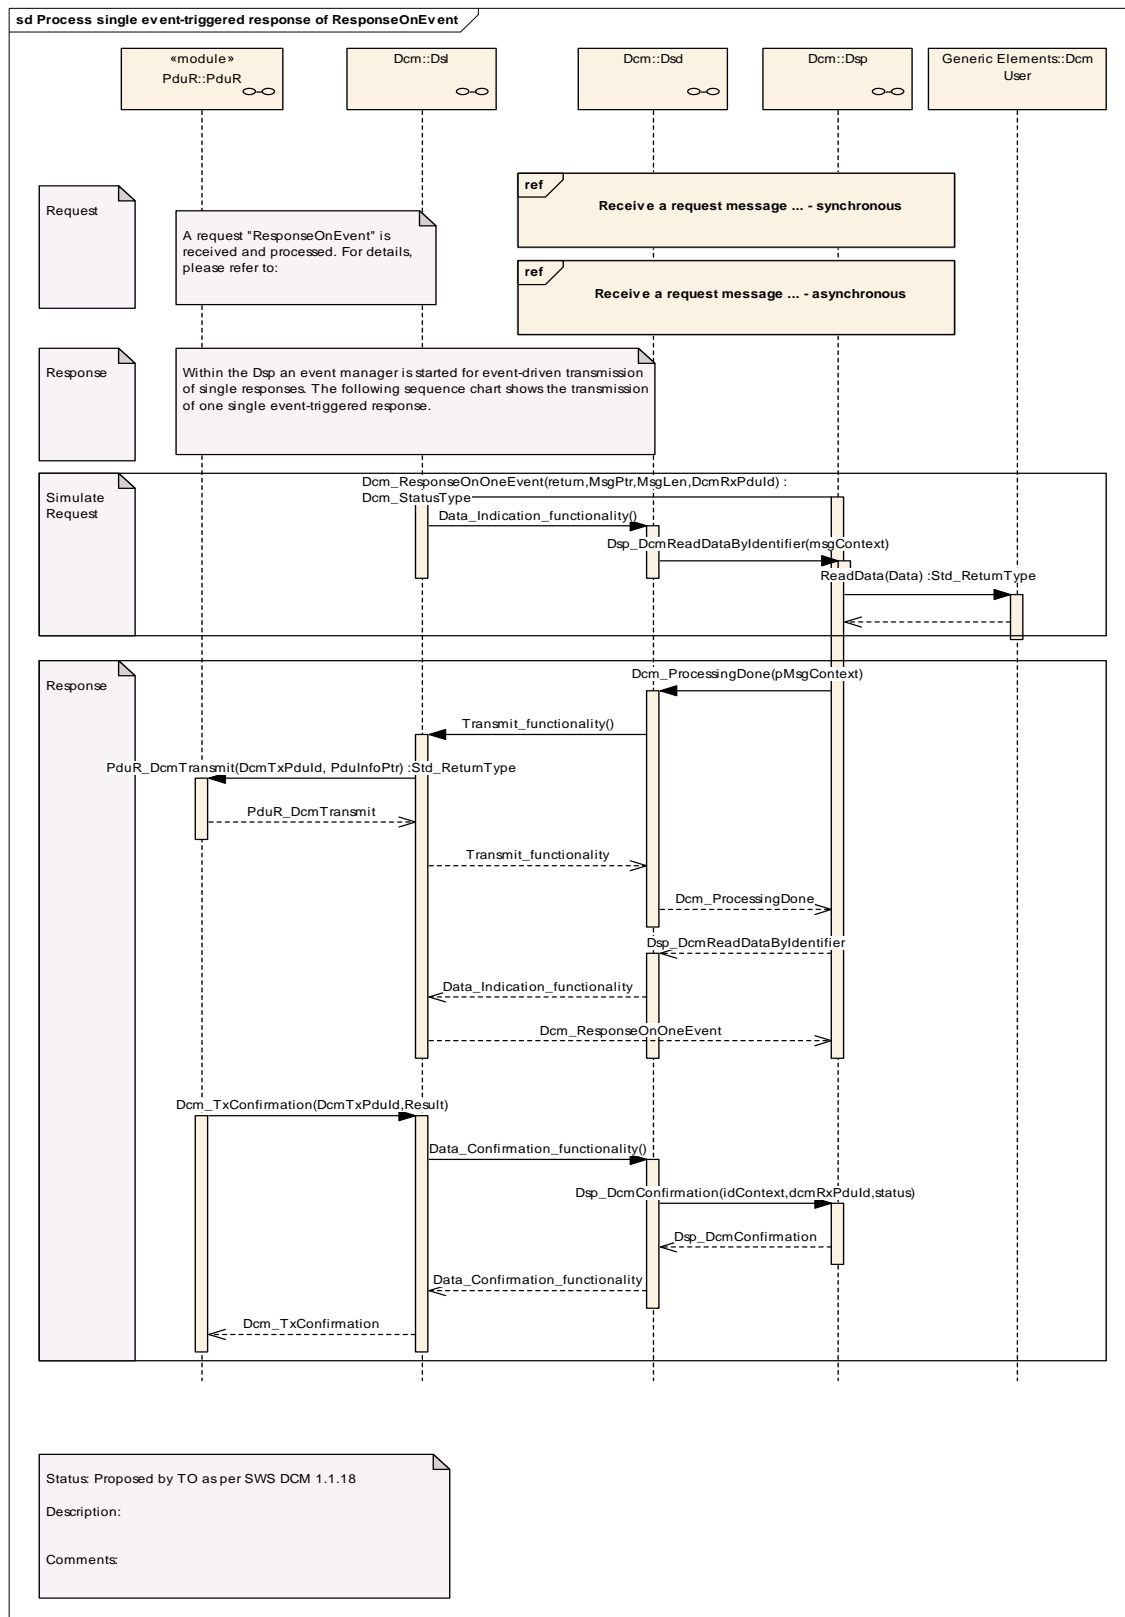 sd Process single event-triggered response of ResponseOnEvent
«module»
PduR::PduR
Dcm::Dsl
Dcm::Dsd
Dcm::Dsp
Generic Elements::Dcm
User
Request
A request "ResponseOnEvent" is
received and processed. For details,
please refer to:
ref
Receive a request message ... - synchronous
ref
Receive a request message ... - asynchronous
Response
Within the Dsp an event manager is started for event-driven transmission
of single responses. The following sequence chart shows the transmission
of one single event-triggered response.
Simulate
Request
Dcm_ResponseOnOneEvent(return,MsgPtr,MsgLen,DcmRxPduId) :
Dcm_StatusType
Data_Indication_functionality()
Dsp_DcmReadDataByIdentifier(msgContext)
ReadData(Data) :Std_ReturnType
Response
Dcm_ProcessingDone(pMsgContext)
Transmit_functionality()
PduR_DcmTransmit(DcmTxPduId, PduInfoPtr) :Std_ReturnType
PduR_DcmTransmit
Transmit_functionality
Dcm_ProcessingDone
Dsp_DcmReadDataByIdentifier
Data_Indication_functionality
Dcm_ResponseOnOneEvent
Dcm_TxConfirmation(DcmTxPduId,Result)
Data_Confirmation_functionality()
Dsp_DcmConfirmation(idContext,dcmRxPduId,status)
Dsp_DcmConfirmation
Data_Confirmation_functionality
Dcm_TxConfirmation
Status: Proposed by TO as per SWS DCM 1.1.18
Description:
Comments: